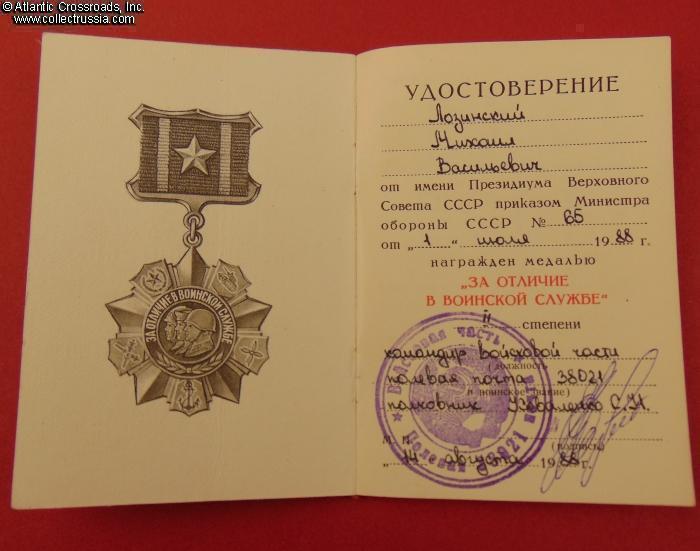 © Atlantic Crossroads, Inc.
www.collectrussia.com
ЗА ОТЛИЧИЕ В ВОИНСКОЙ СЛУЖБЕ
УДОСТОВЕРЕНИЕ
Лозинский
Михаил
Васильевич
от имени Президиума Верховного
Совета СССР приказом Министра
обороны СССР № 65
от „1“ июля 1988 г.
награжден медалью
„ЗА ОТЛИЧИЕ
В ВОИНСКОЙ СЛУЖБЕ“
II степени
командир войсковой части
(должность
полевая почта 38021
и воинское звание)
полковник С.И.
М. П.
(подпись)
„14“ августа 1988 г.